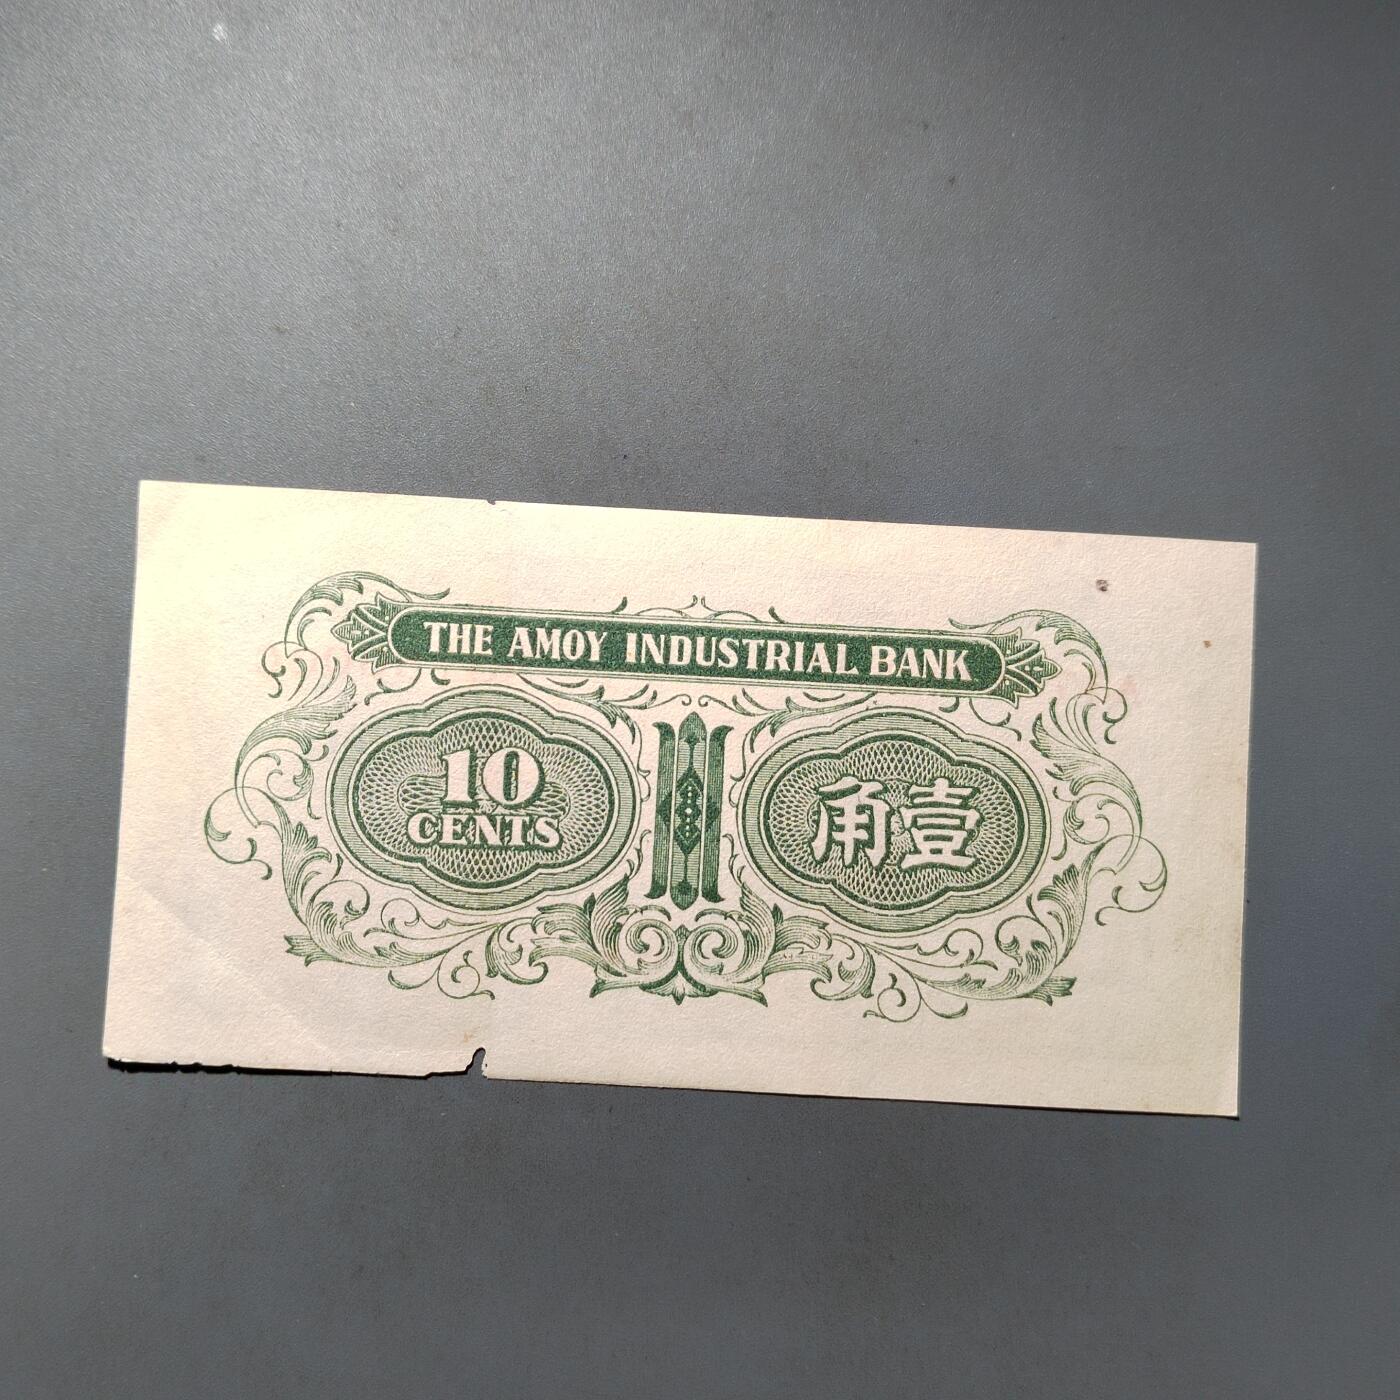 THE AMOY INDUSTRIAL BANK
10
CENTS
角壹